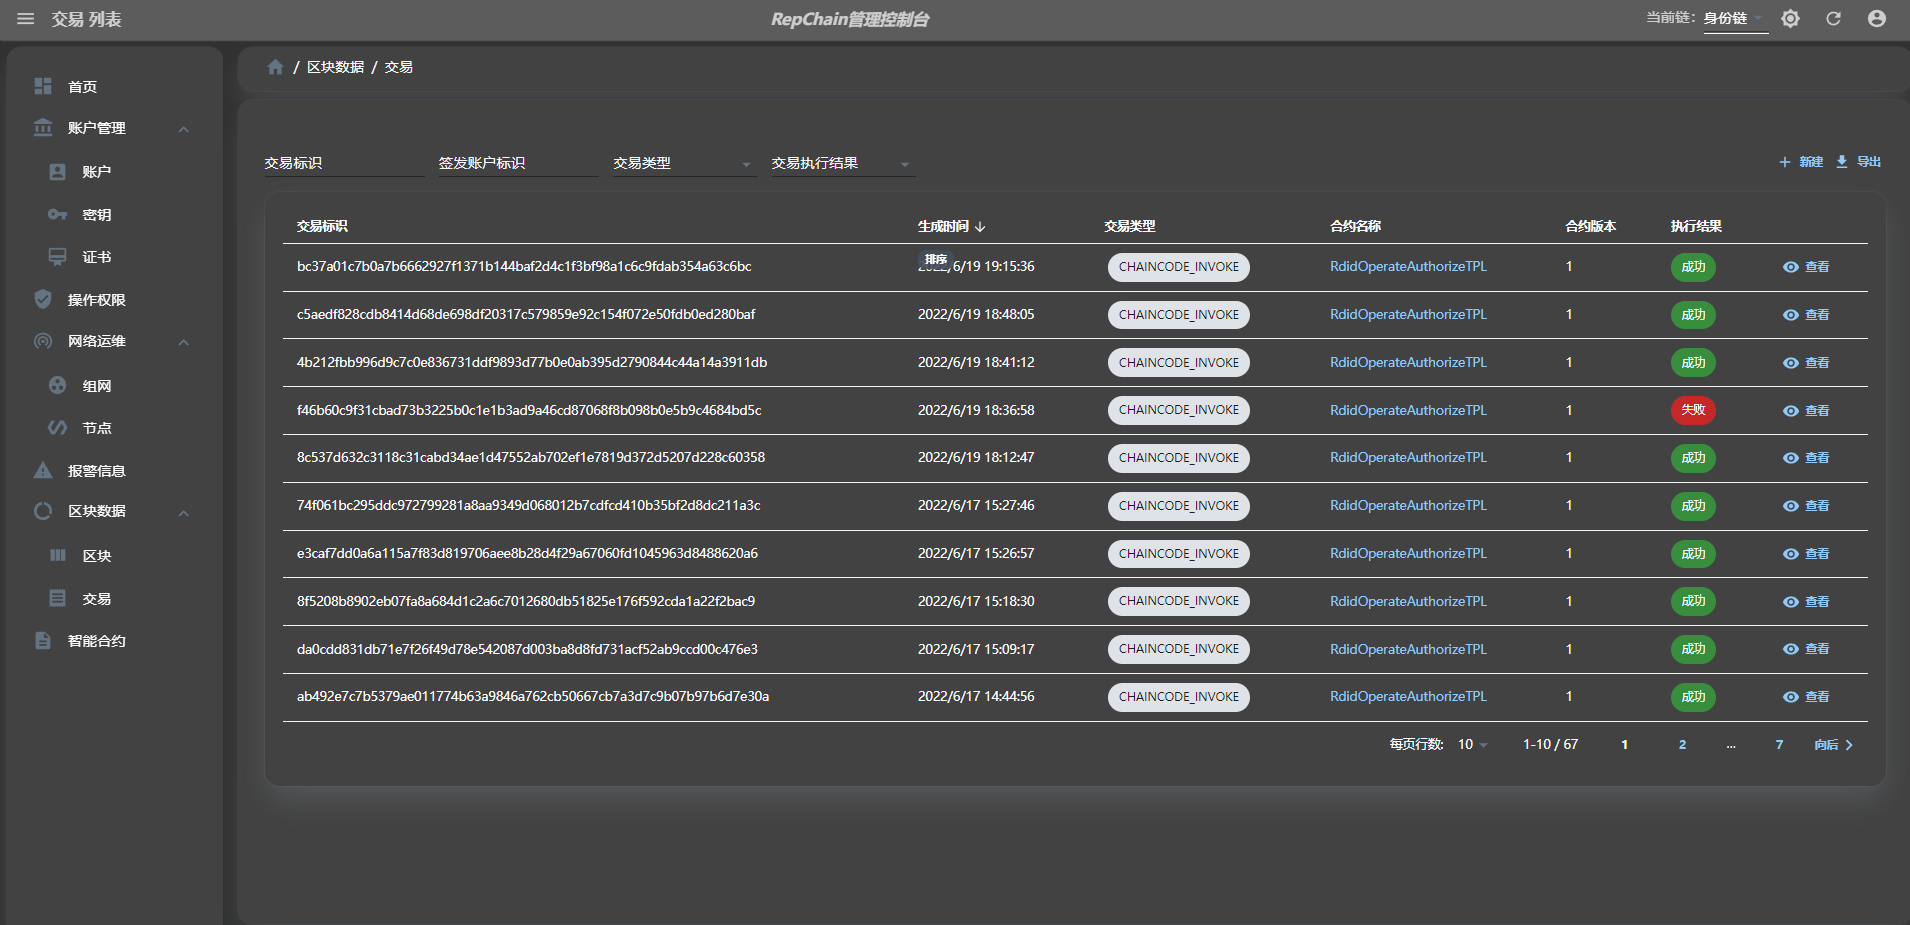 交易 列表
RepChain管理控制台
当前链: 身份链
首页
账户管理
账户
密钥
证书
操作权限
网络运维
组网
节点
报警信息
区块数据
区块
交易
智能合约
/ 区块数据 / 交易
交易标识 签发账户标识 交易类型 交易执行结果 新建 导出
交易标识 生成时间 交易类型 合约名称 合约版本 执行结果
排序
bc37a01c7b0a7b6662927f1371b144baf2d4c1f3bf98a1c6c9fdab354a63c6bc 2022/6/19 19:15:36 CHAINCODE_INVOKE RdidOperateAuthorizeTPL 1 成功 查看
c5aedf828cdb8414d68de698df20317c579859e92c154f072e50fdb0ed280baf 2022/6/19 18:48:05 CHAINCODE_INVOKE RdidOperateAuthorizeTPL 1 成功 查看
4b212fbb996d9c7c0e836731ddf9893d77b0e0ab395d2790844c44a14a3911db 2022/6/19 18:41:12 CHAINCODE_INVOKE RdidOperateAuthorizeTPL 1 成功 查看
f46b60c9f31cbad73b3225b0c1e1b3ad9a46cd87068f8b098b0e5b9c4684bd5c 2022/6/19 18:36:58 CHAINCODE_INVOKE RdidOperateAuthorizeTPL 1 失败 查看
8c537d632c3118c31cabd34ae1d47552ab702ef1e7819d372d5207d228c60358 2022/6/19 18:12:47 CHAINCODE_INVOKE RdidOperateAuthorizeTPL 1 成功 查看
74f061bc295ddc972799281a8aa9349d068012b7cdfcd410b35bf2d8dc211a3c 2022/6/17 15:27:46 CHAINCODE_INVOKE RdidOperateAuthorizeTPL 1 成功 查看
e3caf7dd0a6a115a7f83d819706aee8b28d4f29a67060fd1045963d8488620a6 2022/6/17 15:26:57 CHAINCODE_INVOKE RdidOperateAuthorizeTPL 1 成功 查看
8f5208b8902eb07fa8a684d1c2a6c7012680db51825e176f592cda1a22f2bac9 2022/6/17 15:18:30 CHAINCODE_INVOKE RdidOperateAuthorizeTPL 1 成功 查看
da0cdd831db71e7f26f49d78e542087d003ba8d8fd731acf52ab9ccd00c476e3 2022/6/17 15:09:17 CHAINCODE_INVOKE RdidOperateAuthorizeTPL 1 成功 查看
ab492e7c7b5379ae011774b63a9846a762cb50667cb7a3d7c9b07b97b6d7e30a 2022/6/17 14:44:56 CHAINCODE_INVOKE RdidOperateAuthorizeTPL 1 成功 查看
每页行数: 10 1-10 / 67 1 2 ... 7 向后